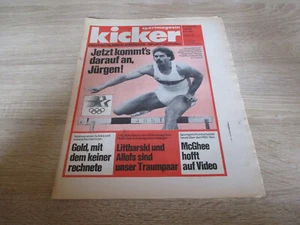 sportmagazin
kicker
Jetzt kommt's
darauf an,
Jürgen!
Gold, mit
dem keiner
rechnete
Littbarski und
Allofs sind
unser Traumpaar
McGhee
hofft
auf Video